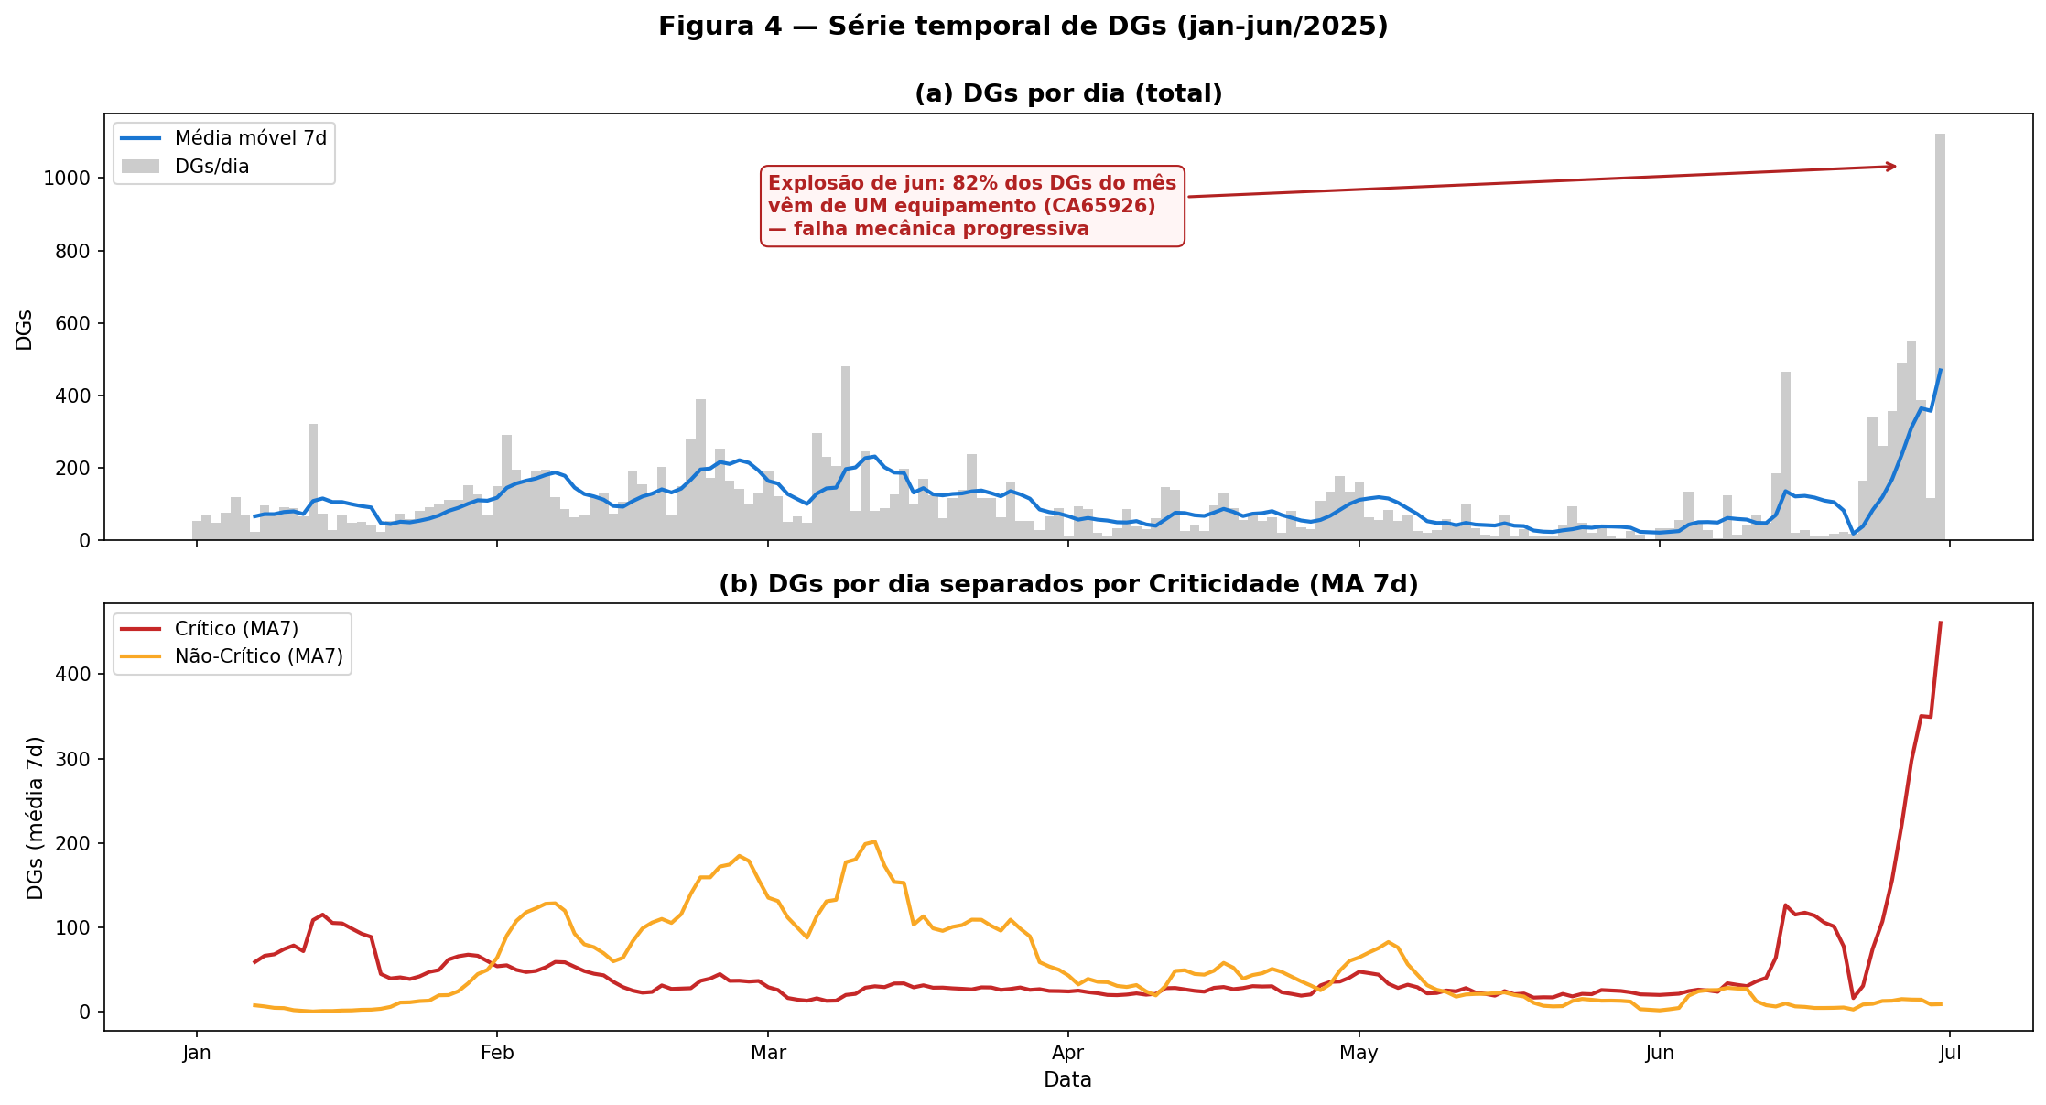 Figura 4 — Série temporal de DGs (jan-jun/2025)
(a) DGs por dia (total)
Média móvel 7d
DGs/dia
Explosão de jun: 82% dos DGs do mês
vêm de UM equipamento (CA65926)
— falha mecânica progressiva
DGs
1000
800
600
400
200
0
(b) DGs por dia separados por Criticidade (MA 7d)
Crítico (MA7)
Não-Crítico (MA7)
DGs (média 7d)
400
300
200
100
0
Jan
Feb
Mar
Apr
May
Jun
Jul
Data